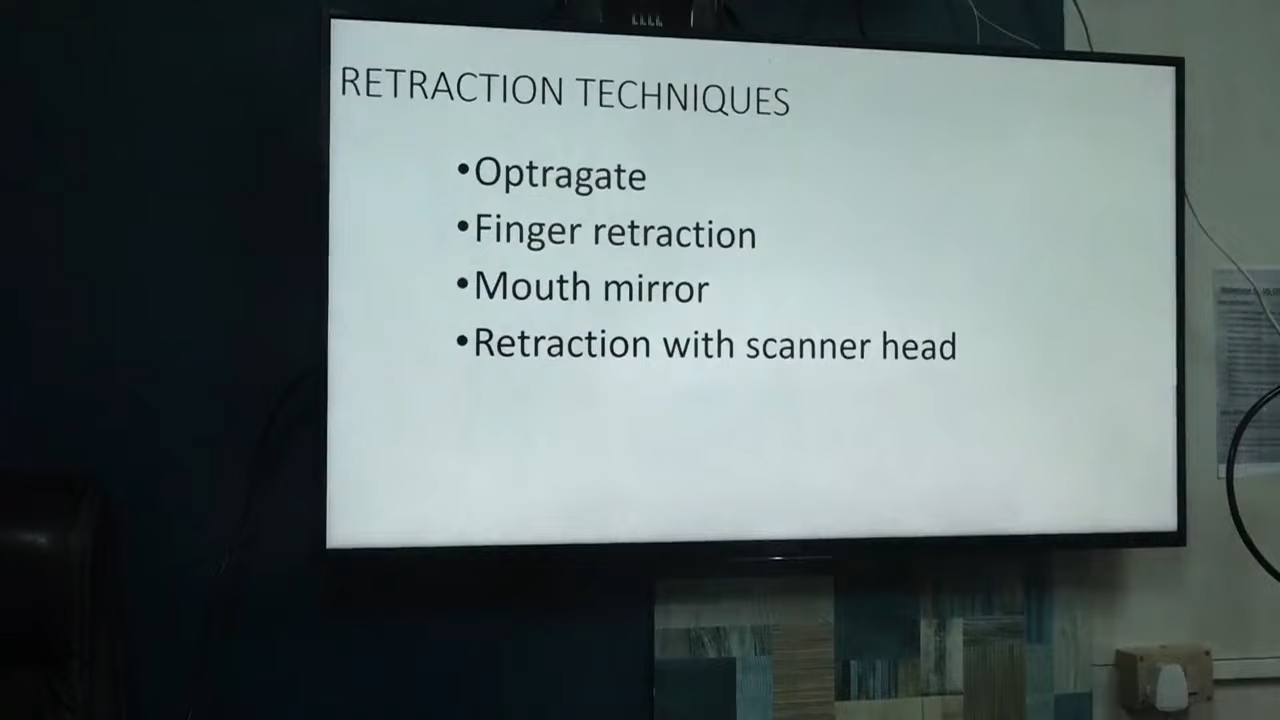 RETRACTION TECHNIQUES
•Optragate
•Finger retraction
•Mouth mirror
•Retraction with scanner head